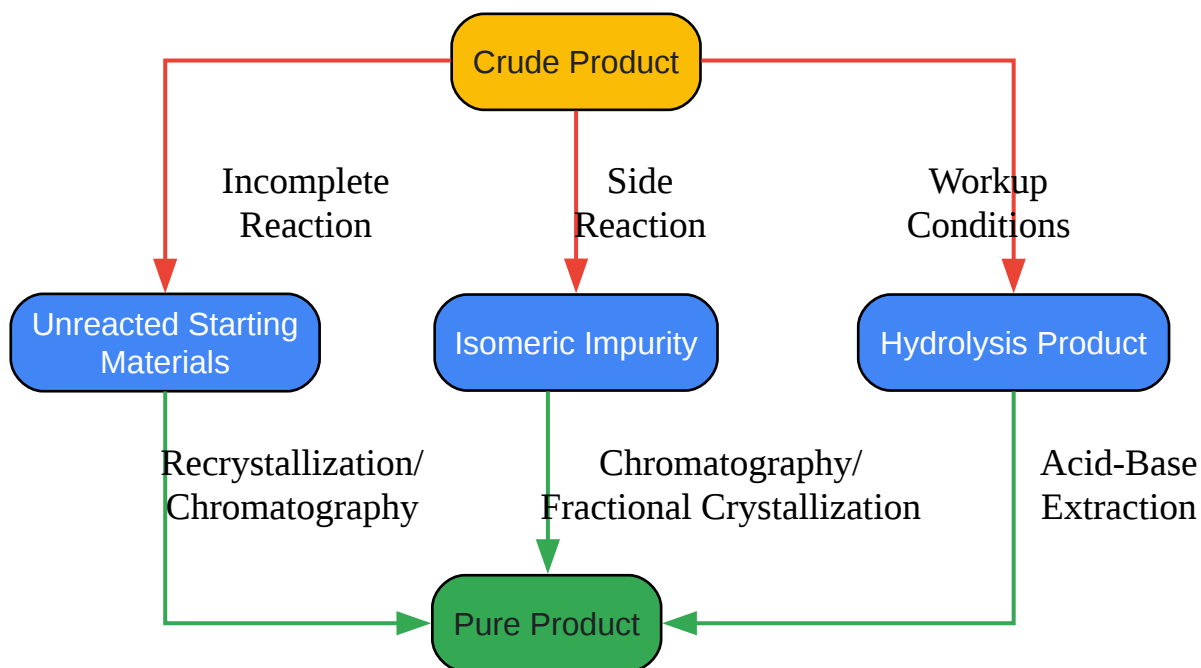 Crude Product
Incomplete
Reaction
Side
Reaction
Workup
Conditions
Unreacted Starting
Materials
Isomeric Impurity
Hydrolysis Product
Recrystallization/
Chromatography
Chromatography/
Fractional Crystallization
Acid-Base
Extraction
Pure Product